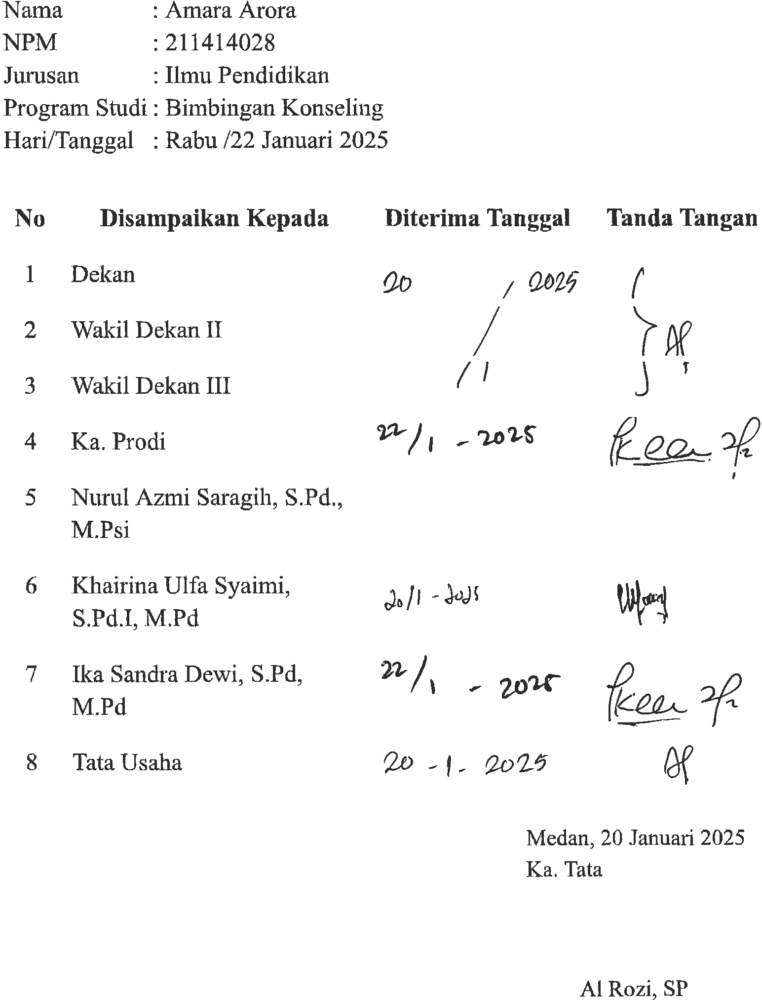 Nama : Amara Arora
NPM : 211414028
Jurusan : Ilmu Pendidikan
Program Studi : Bimbingan Konseling
Hari/Tanggal : Rabu /22 Januari 2025
No Disampaikan Kepada Diterima Tanggal Tanda Tangan
1 Dekan 20 / 2025
2 Wakil Dekan II
3 Wakil Dekan III 1
4 Ka. Prodi 22/1 - 2025
5 Nurul Azmi Saragih, S.Pd.,
M.Psi
6 Khairina Ulfa Syaimi, 20/1 - 2025
S.Pd.I, M.Pd
7 Ika Sandra Dewi, S.Pd, 22/1 - 2025
M.Pd
8 Tata Usaha 20 - 1 - 2025
Medan, 20 Januari 2025
Ka. Tata
Al Rozi, SP